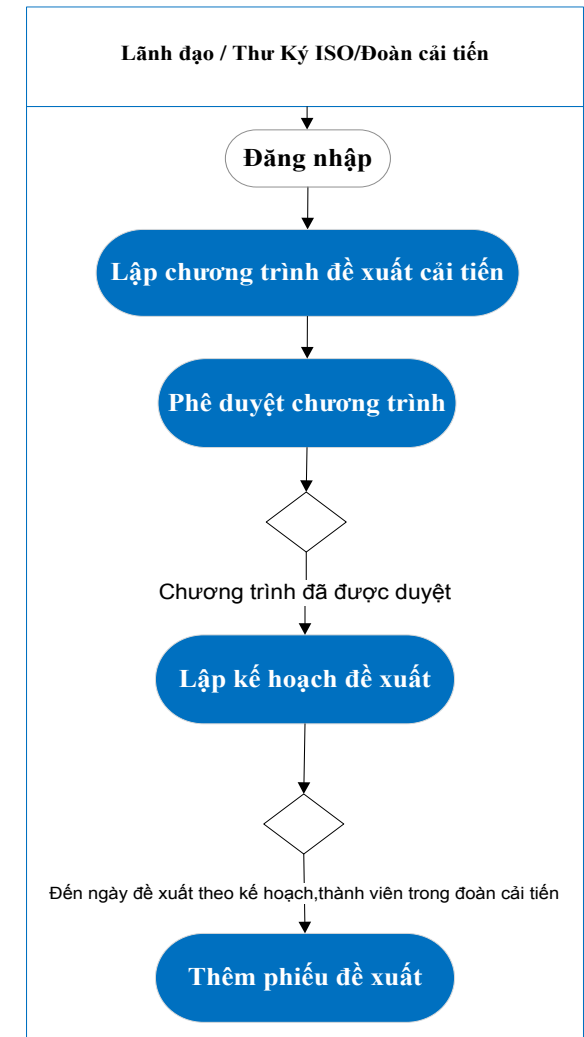 Lãnh đạo / Thư Ký ISO/Đoàn cải tiến
Đăng nhập
Lập chương trình đề xuất cải tiến
Phê duyệt chương trình
Chương trình đã được duyệt
Lập kế hoạch đề xuất
Đến ngày đề xuất theo kế hoạch,thành viên trong đoàn cải tiến
Thêm phiếu đề xuất